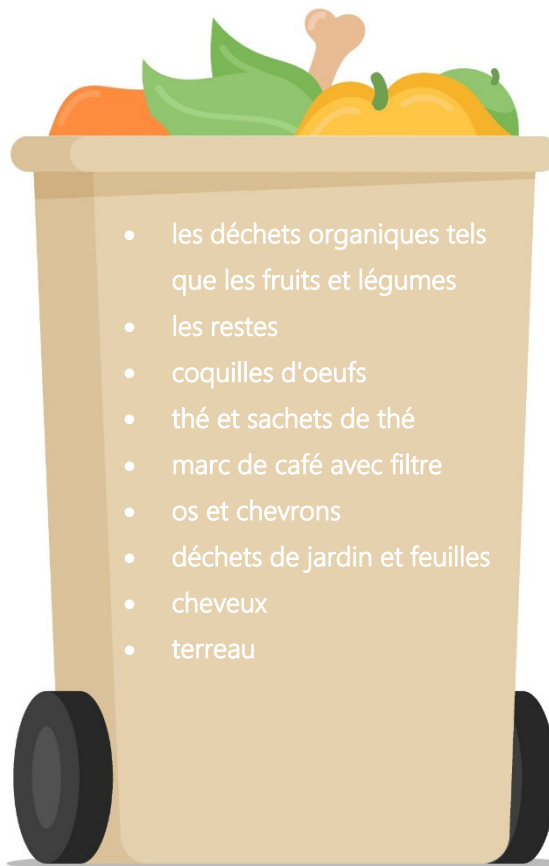 • les déchets organiques tels
que les fruits et légumes
• les restes
• coquilles d'oeufs
• thé et sachets de thé
• marc de café avec filtre
• os et chevrons
• déchets de jardin et feuilles
• cheveux
• terreau